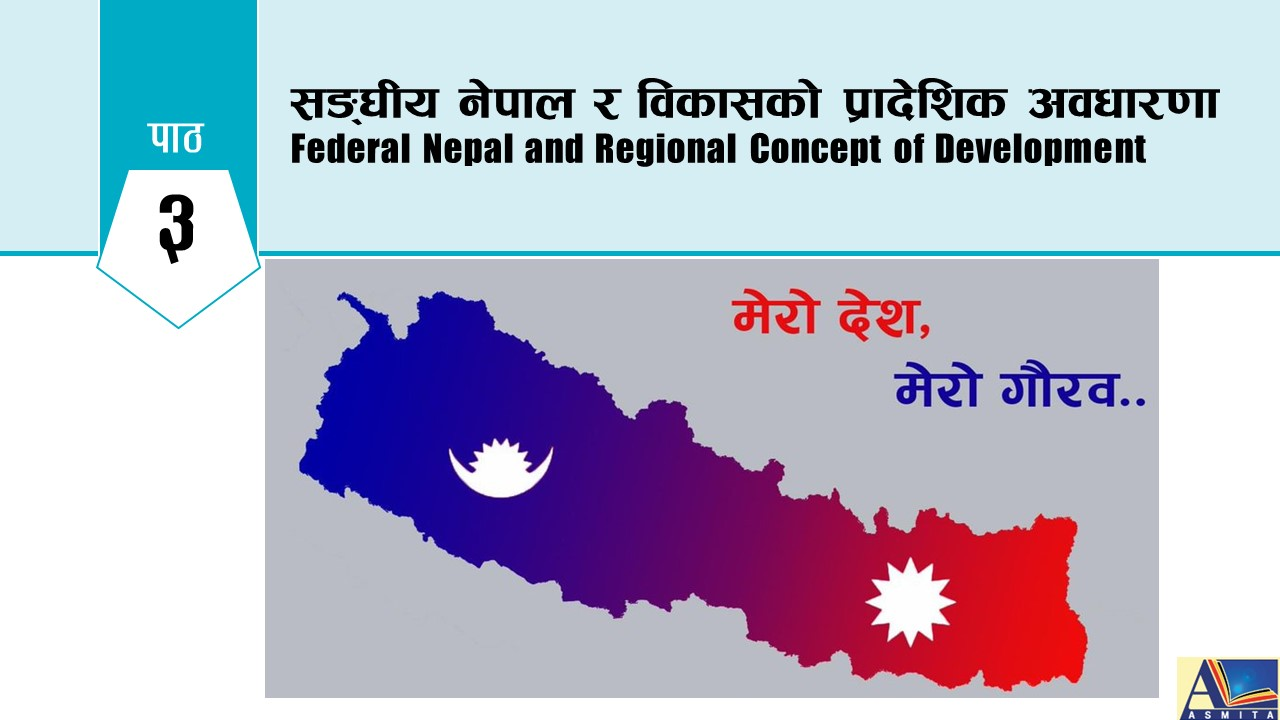 पाठ
३
सङ्घीय नेपाल र विकासको प्रादेशिक अवधारणा
Federal Nepal and Regional Concept of Development
मेरो देश,
मेरो गौरव..
ASMITA